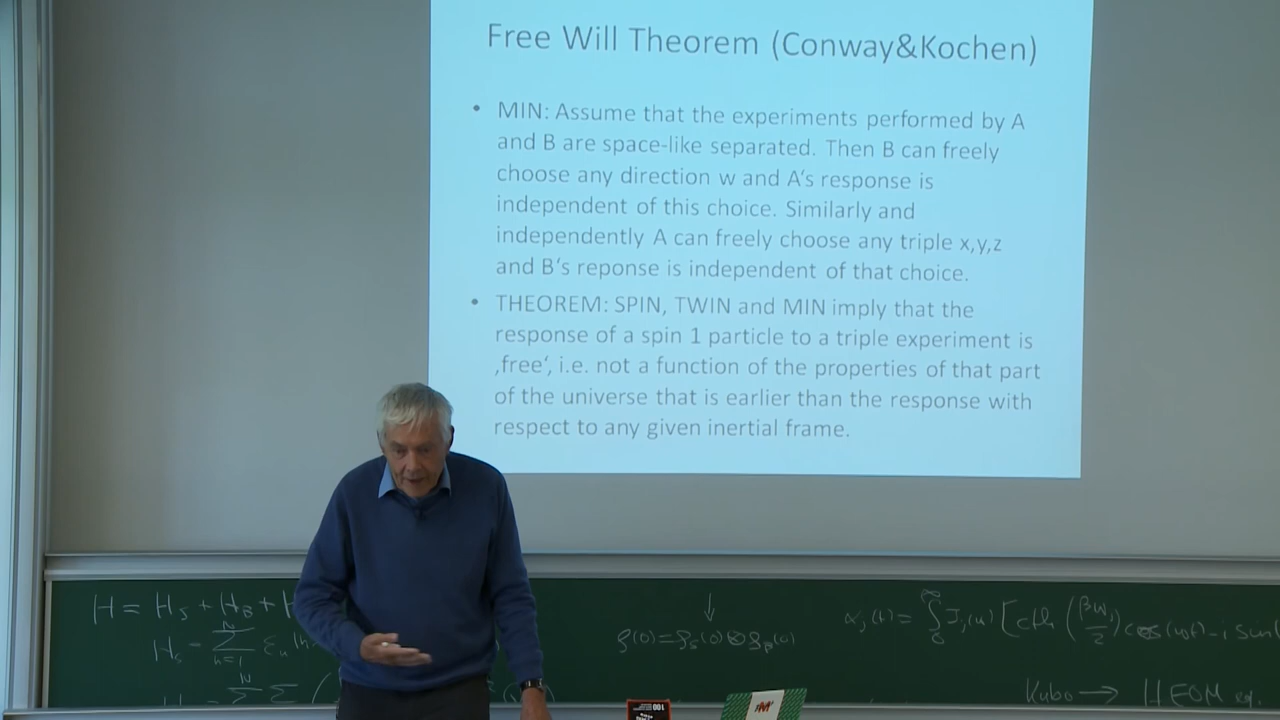 Free Will Theorem (Conway&Kochen)
• MIN: Assume that the experiments performed by A
and B are space-like separated. Then B can freely
choose any direction w and A‘s response is
independent of this choice. Similarly and
independently A can freely choose any triple x,y,z
and B‘s reponse is independent of that choice.
• THEOREM: SPIN, TWIN and MIN imply that the
response of a spin 1 particle to a triple experiment is
‚free‘, i.e. not a function of the properties of that part
of the universe that is earlier than the response with
respect to any given inertial frame.
H = H_S + H_B +
H_S = Σ
n=1
↓
ρ(0)=ρ_S(0)⊗ρ_B(0)
N
Σ Σ (
Kubo → HEOM eq.
001